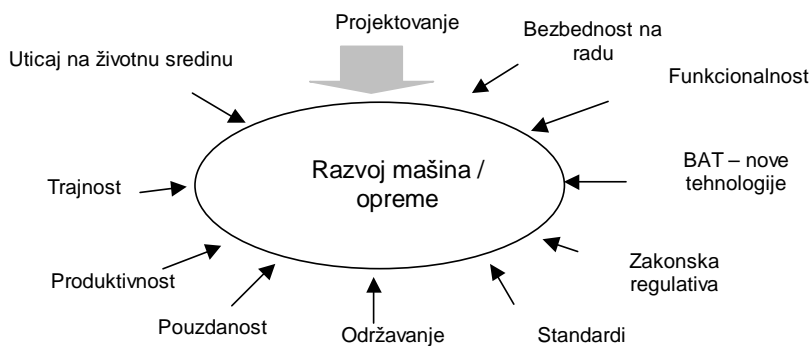 Projektovanje
Bezbednost na
radu
Uticaj na životnu sredinu
Funkcionalnost
Razvoj mašina /
opreme
BAT – nove
tehnologije
Trajnost
Zakonska
regulativa
Produktivnost
Pouzdanost
Održavanje
Standardi